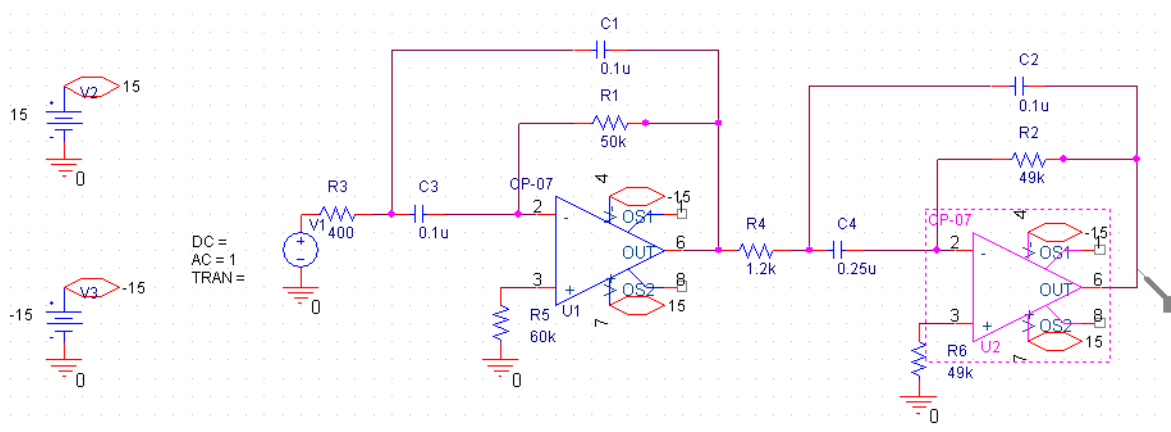 15
V2
15
0
-15
V3
-15
0
DC =
AC = 1
TRAN =
V1
0
R3
400
C3
0.1u
C1
0.1u
R1
50k
OP-07
2
-
3
+
4
-15
OS1
OUT
6
OS2
8
7
15
U1
R5
60k
0
R4
1.2k
C4
0.25u
C2
0.1u
R2
49k
OP-07
2
-
3
+
4
-15
OS1
1
OUT
6
OS2
8
7
15
U2
R6
49k
0